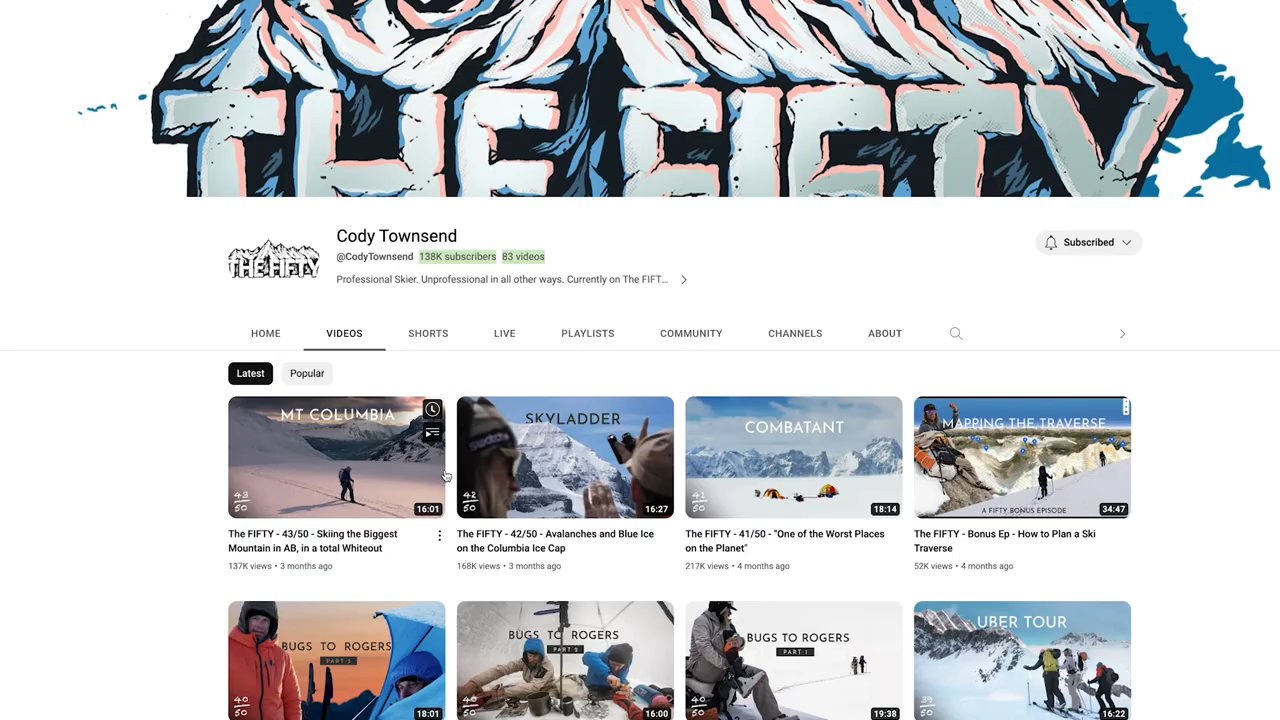 THE FIFTY
Cody Townsend
THE FIFTY
@CodyTownsend 138K subscribers 83 videos
Subscribed
Professional Skier. Unprofessional in all other ways. Currently on The FIFT...
HOME VIDEOS SHORTS LIVE PLAYLISTS COMMUNITY CHANNELS ABOUT
Latest Popular
MT COLUMBIA
43
50
16:01
SKYLADDER
42
50
16:27
COMBATANT
41
50
18:14
MAPPING THE TRAVERSE
A FIFTY BONUS EPISODE
34:47
The FIFTY - 43/50 - Skiing the Biggest
Mountain in AB, in a total Whiteout
137K views • 3 months ago
The FIFTY - 42/50 - Avalanches and Blue Ice
on the Columbia Ice Cap
168K views • 3 months ago
The FIFTY - 41/50 - "One of the Worst Places
on the Planet"
217K views • 4 months ago
The FIFTY - Bonus Ep - How to Plan a Ski
Traverse
52K views • 4 months ago
BUGS TO ROGERS
PART 3
40
50
18:01
BUGS TO ROGERS
PART 2
40
50
16:00
BUGS TO ROGERS
PART 1
40
50
19:38
UBER TOUR
39
50
16:22